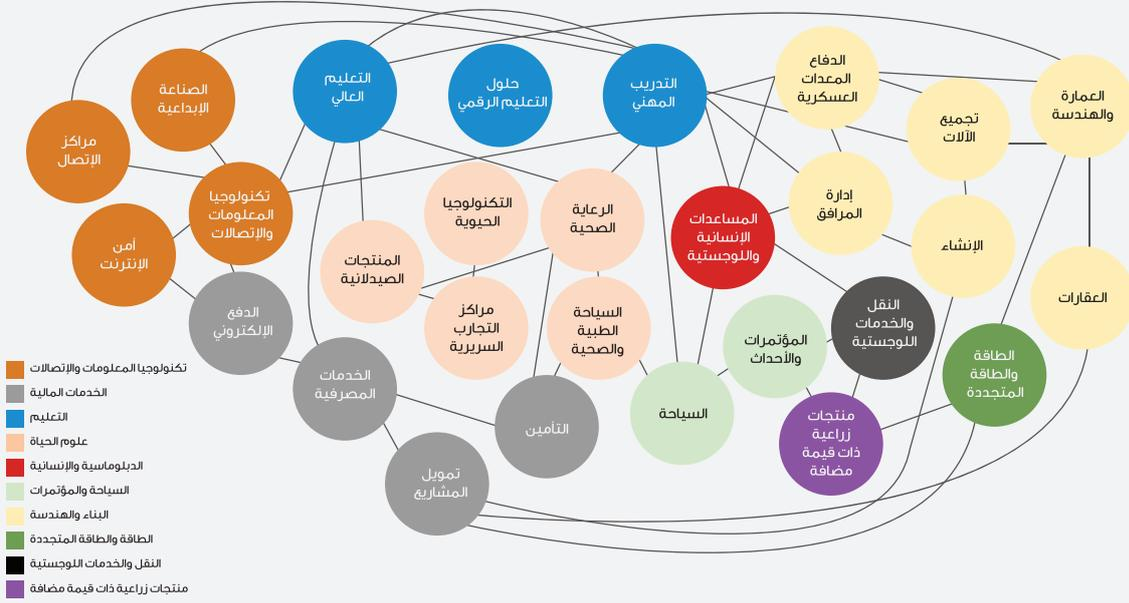 الدفاع
المعدات
العسكرية
العمارة
والهندسة
تجميع
الآلات
التدريب
المهني
حلول
التعليم الرقمي
التعليم
العالي
الصناعة
الإبداعية
مراكز
الإتصال
إدارة
المرافق
المساعدات
الإنسانية
واللوجستية
الرعاية
الصحية
التكنولوجيا
الحيوية
تكنولوجيا
المعلومات
والإتصالات
الإنشاء
أمن
الإنترنت
المنتجات
الصيدلانية
العقارات
النقل
والخدمات
اللوجستية
السياحة
الطبية
والصحية
مراكز
التجارب
السريرية
الدفع
الإلكتروني
المؤتمرات
والأحداث
الطاقة
والطاقة
المتجددة
الخدمات
المصرفية
السياحة
التأمين
منتجات
زراعية
ذات قيمة
مضافة
تمويل
المشاريع
تكنولوجيا المعلومات والإتصالات
الخدمات المالية
التعليم
علوم الحياة
الدبلوماسية والإنسانية
السياحة والمؤتمرات
البناء والهندسة
الطاقة والطاقة المتجددة
النقل والخدمات اللوجستية
منتجات زراعية ذات قيمة مضافة